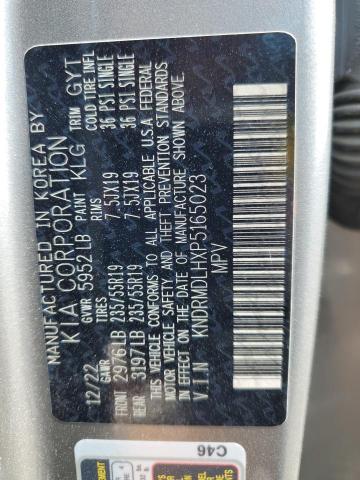 MANUFACTURED IN KOREA BY
KIA CORPORATION
GVWR 5952 LB PAINT KLG TRIM GYT
12/22 GAWR TIRES RIMS COLD TIRE INFL
FRONT 2976 LB 235/55R19 7.5JX19 36 PSI SINGLE
REAR 3197 LB 235/55R19 7.5JX19 36 PSI SINGLE
THIS VEHICLE CONFORMS TO ALL APPLICABLE U.S.A FEDERAL
MOTOR VEHICLE SAFETY STANDARDS IN EFFECT ON THE DATE OF
MANUFACTURE SHOWN ABOVE.
V.I.N KNDRMDLHXP5165023
MPV
C46